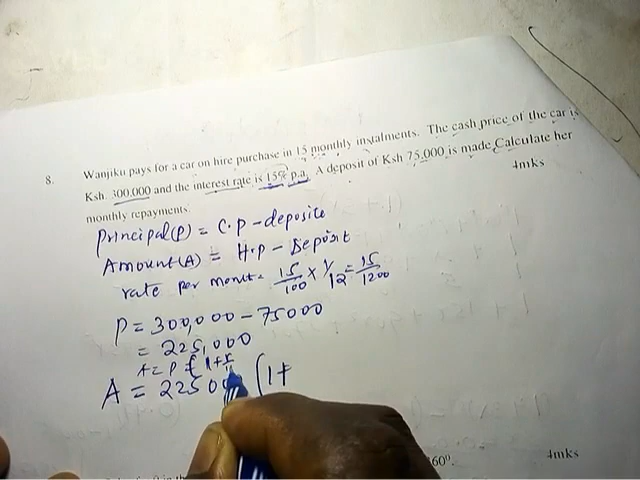 8. Wanjiku pays for a car on hire purchase in 15 monthly instalments. The cash price of the car is
Ksh. 300,000 and the interest rate is 15% p.a. A deposit of Ksh 75,000 is made. Calculate her
monthly repayments. 4mks
Principal(P) = C.P - deposite
Amount(A) = H.P - Deposit
rate per month = 15/100 × 1/12 = 15/1200
P = 300,000 - 75000
= 225,000
A = P (1+
A = 22500 (1+
60⁰. 4mks